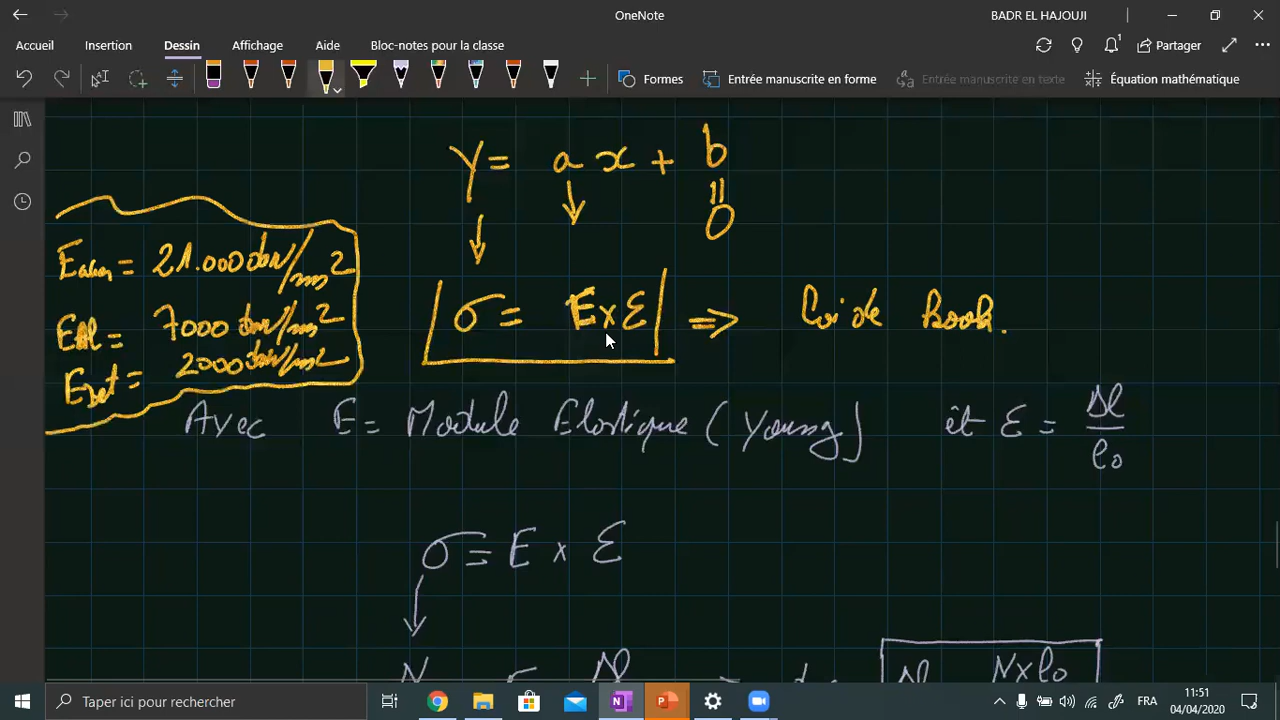 OneNote
BADR EL HAJOUJI
Accueil Insertion Dessin Affichage Aide Bloc-notes pour la classe
Partager
Formes Entrée manuscrite en forme Entrée manuscrite en texte Équation mathématique
y = a x + b
0
E = 21.000 daN/mm2
EAl = 7000 daN/mm2
Ebet = 2000 daN/mm2
σ = E x ε => Loi de Hook.
Avec E = Module Elastique (Young) et ε = Δl / l0
σ = E x ε
N Δl
Δl N x l0
Taper ici pour rechercher
FRA
11:51
04/04/2020